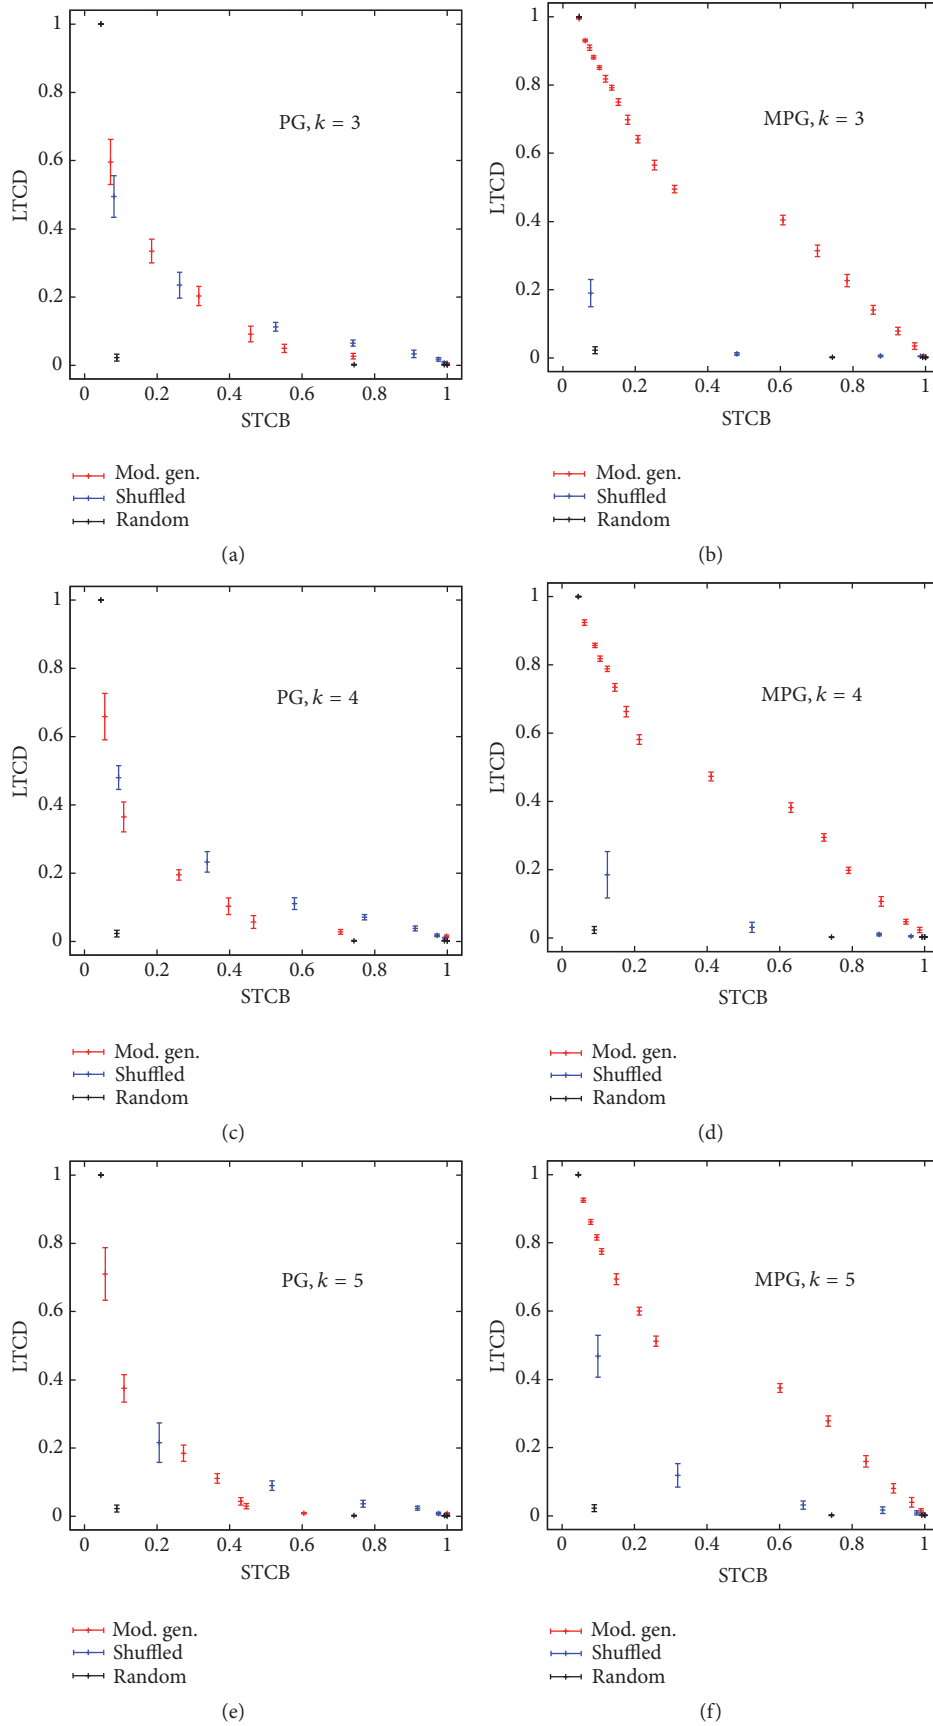 1
0.8
0.6
LTCD
0.4
0.2
0
PG, k = 3
0 0.2 0.4 0.6 0.8 1
STCB
Mod. gen.
Shuffled
Random
(a)
1
0.8
0.6
LTCD
0.4
0.2
0
MPG, k = 3
0 0.2 0.4 0.6 0.8 1
STCB
Mod. gen.
Shuffled
Random
(b)
1
0.8
0.6
LTCD
0.4
0.2
0
PG, k = 4
0 0.2 0.4 0.6 0.8 1
STCB
Mod. gen.
Shuffled
Random
(c)
1
0.8
0.6
LTCD
0.4
0.2
0
MPG, k = 4
0 0.2 0.4 0.6 0.8 1
STCB
Mod. gen.
Shuffled
Random
(d)
1
0.8
0.6
LTCD
0.4
0.2
0
PG, k = 5
0 0.2 0.4 0.6 0.8 1
STCB
Mod. gen.
Shuffled
Random
(e)
1
0.8
0.6
LTCD
0.4
0.2
0
MPG, k = 5
0 0.2 0.4 0.6 0.8 1
STCB
Mod. gen.
Shuffled
Random
(f)